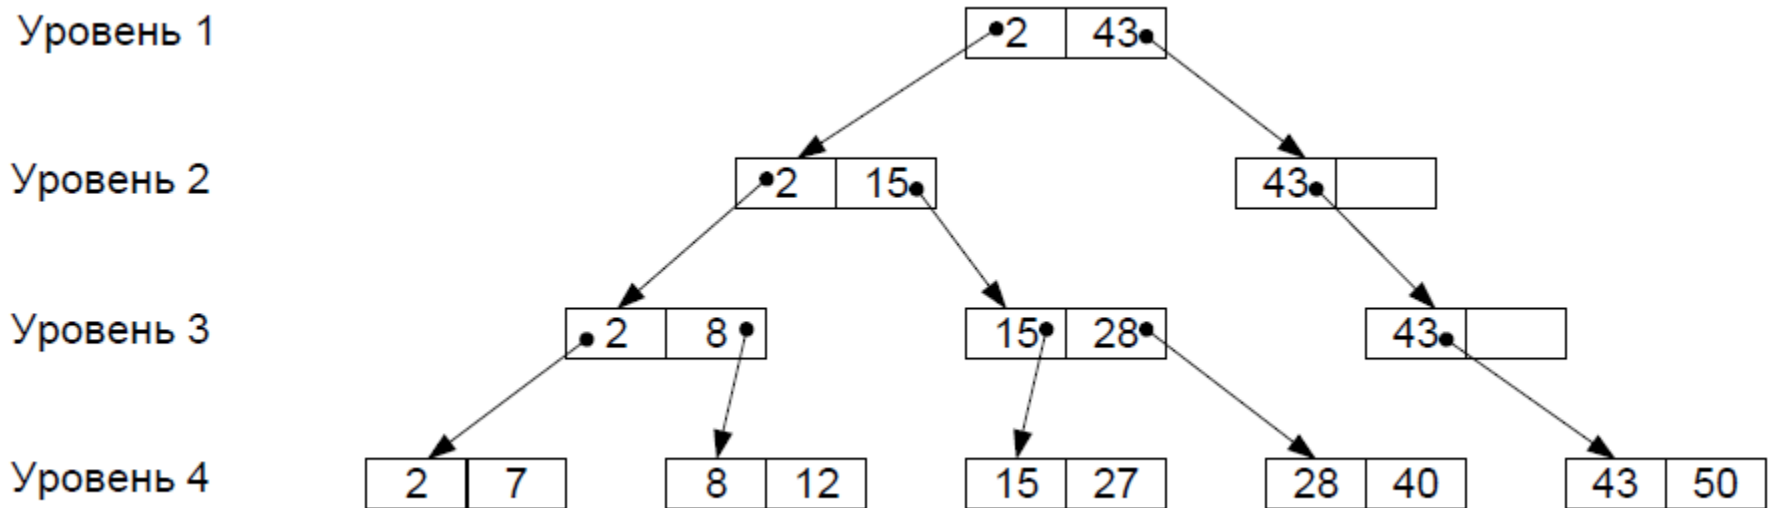 Уровень 1 2 43
Уровень 2 2 15 43
Уровень 3 2 8 15 28 43
Уровень 4 2 7 8 12 15 27 28 40 43 50